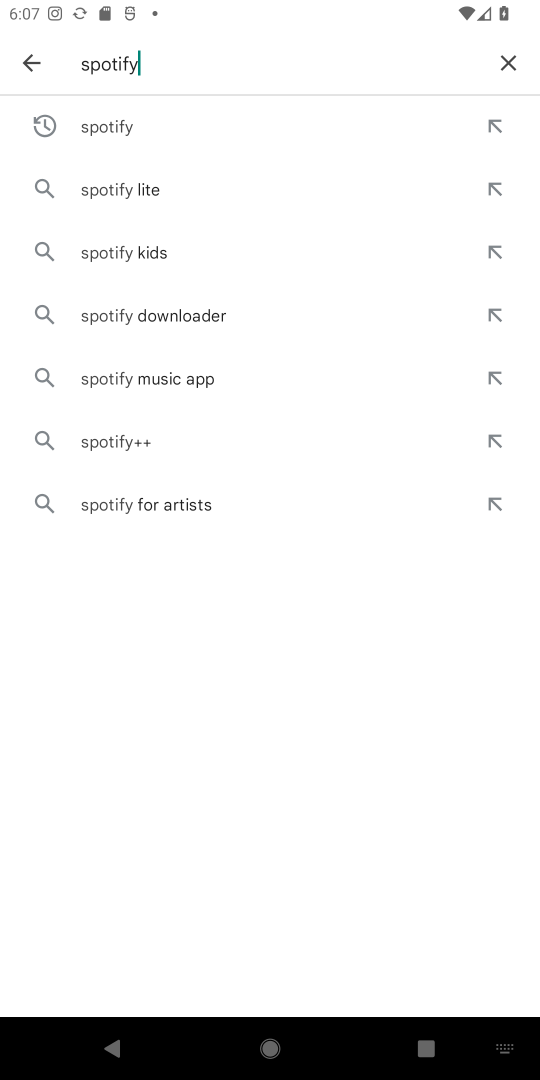 6:07
spotify
spotify
spotify lite
spotify kids
spotify downloader
spotify music app
spotify++
spotify for artists